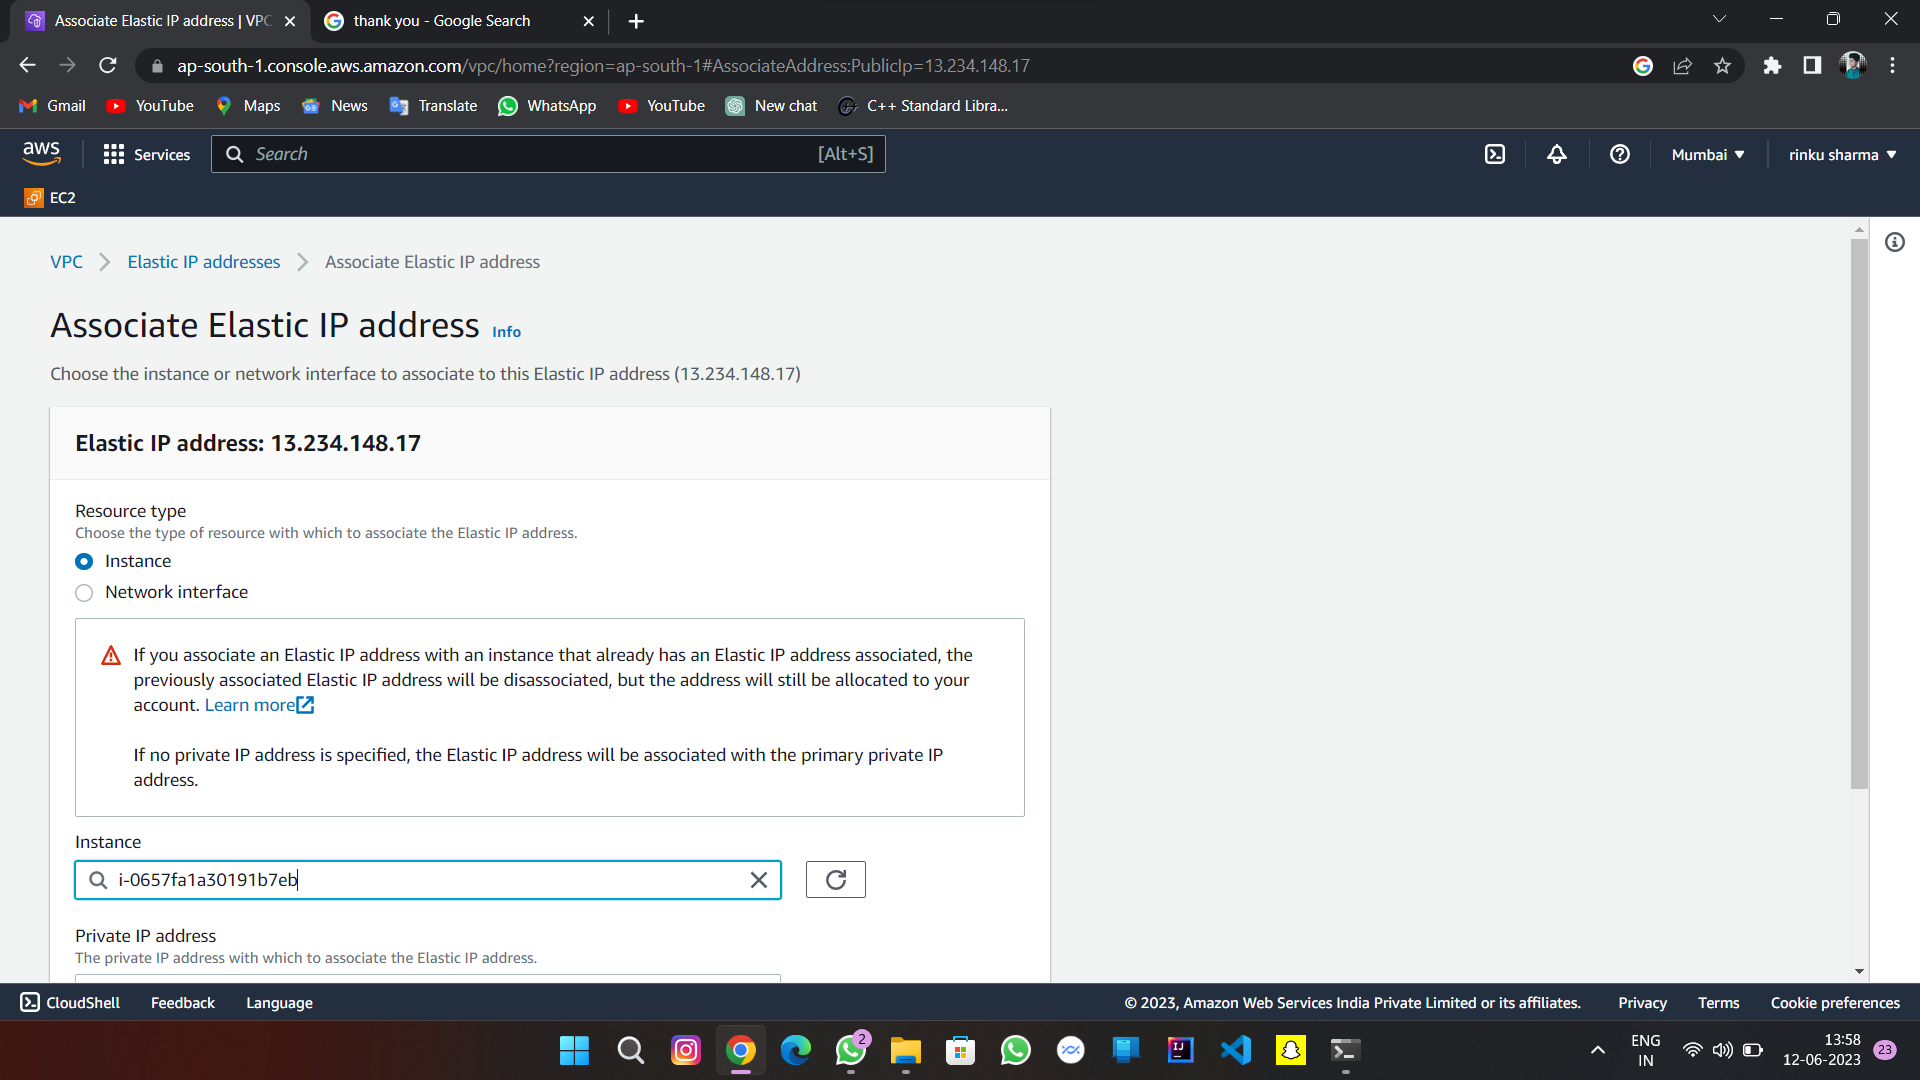 Associate Elastic IP address | VPC
thank you - Google Search
ap-south-1.console.aws.amazon.com/vpc/home?region=ap-south-1#AssociateAddress:PublicIp=13.234.148.17
Gmail
YouTube
Maps
News
Translate
WhatsApp
YouTube
New chat
C++ Standard Libra...
aws
Services
Search
[Alt+S]
Mumbai
rinku sharma
EC2
VPC
Elastic IP addresses
Associate Elastic IP address
Associate Elastic IP address Info
Choose the instance or network interface to associate to this Elastic IP address (13.234.148.17)
Elastic IP address: 13.234.148.17
Resource type
Choose the type of resource with which to associate the Elastic IP address.
Instance
Network interface
If you associate an Elastic IP address with an instance that already has an Elastic IP address associated, the
previously associated Elastic IP address will be disassociated, but the address will still be allocated to your
account. Learn more
If no private IP address is specified, the Elastic IP address will be associated with the primary private IP
address.
Instance
i-0657fa1a30191b7eb
Private IP address
The private IP address with which to associate the Elastic IP address.
CloudShell
Feedback
Language
© 2023, Amazon Web Services India Private Limited or its affiliates.
Privacy
Terms
Cookie preferences
2
ENG
IN
13:58
12-06-2023
23